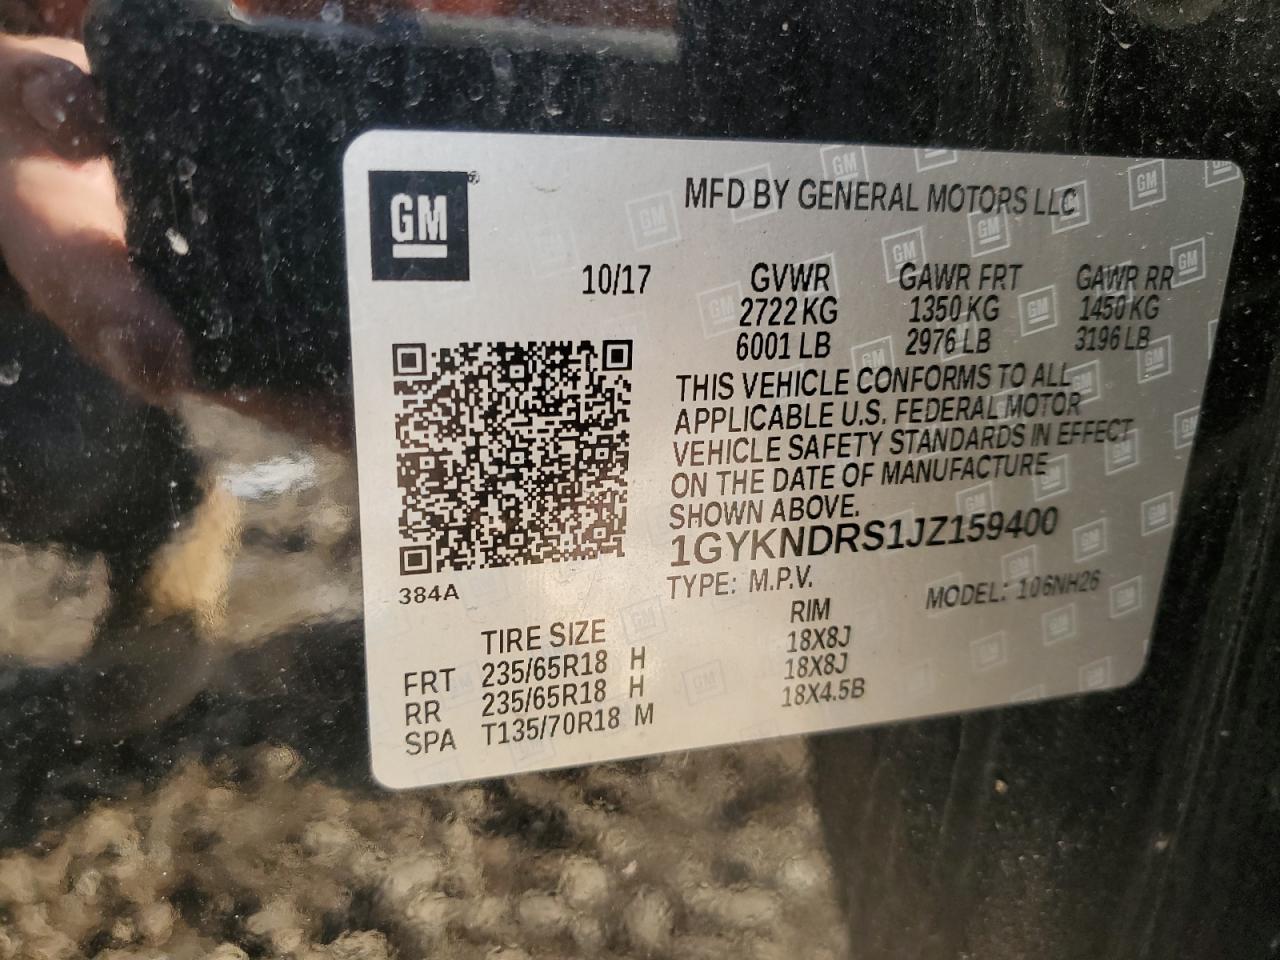 GM
MFD BY GENERAL MOTORS LLC
10/17
GVWR GAWR FRT GAWR RR
2722 KG 1350 KG 1450 KG
6001 LB 2976 LB 3196 LB
THIS VEHICLE CONFORMS TO ALL
APPLICABLE U.S. FEDERAL MOTOR
VEHICLE SAFETY STANDARDS IN EFFECT
ON THE DATE OF MANUFACTURE
SHOWN ABOVE.
1GYKNDRS1JZ159400
TYPE: M.P.V. MODEL: 106NH26
384A
TIRE SIZE RIM
FRT 235/65R18 H 18X8J
RR 235/65R18 H 18X8J
SPA T135/70R18 M 18X4.5B